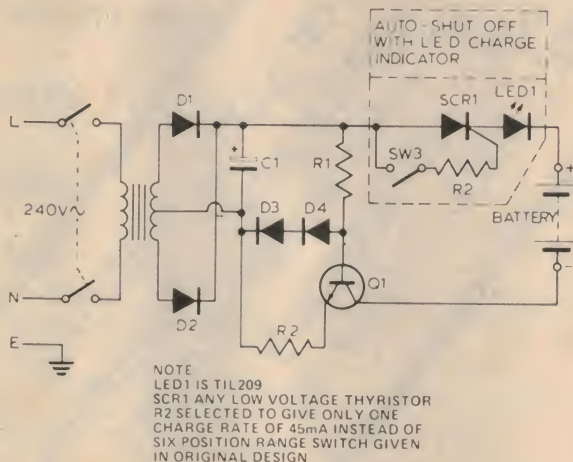 AUTO-SHUT OFF
WITH LED CHARGE
INDICATOR
D1
SCR1
LED1
L
+
C1
R1
SW3
R2
+
240V~
D3
D4
BATTERY
-
Q1
N
D2
R2
E
NOTE
LED1 IS TIL209
SCR1 ANY LOW VOLTAGE THYRISTOR
R2 SELECTED TO GIVE ONLY ONE
CHARGE RATE OF 45mA INSTEAD OF
SIX POSITION RANGE SWITCH GIVEN
IN ORIGINAL DESIGN